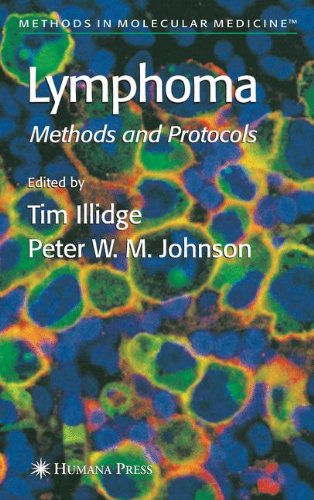 METHODS IN MOLECULAR MEDICINE™
Lymphoma
Methods and Protocols
Edited by
Tim Illidge
Peter W. M. Johnson
HUMANA PRESS